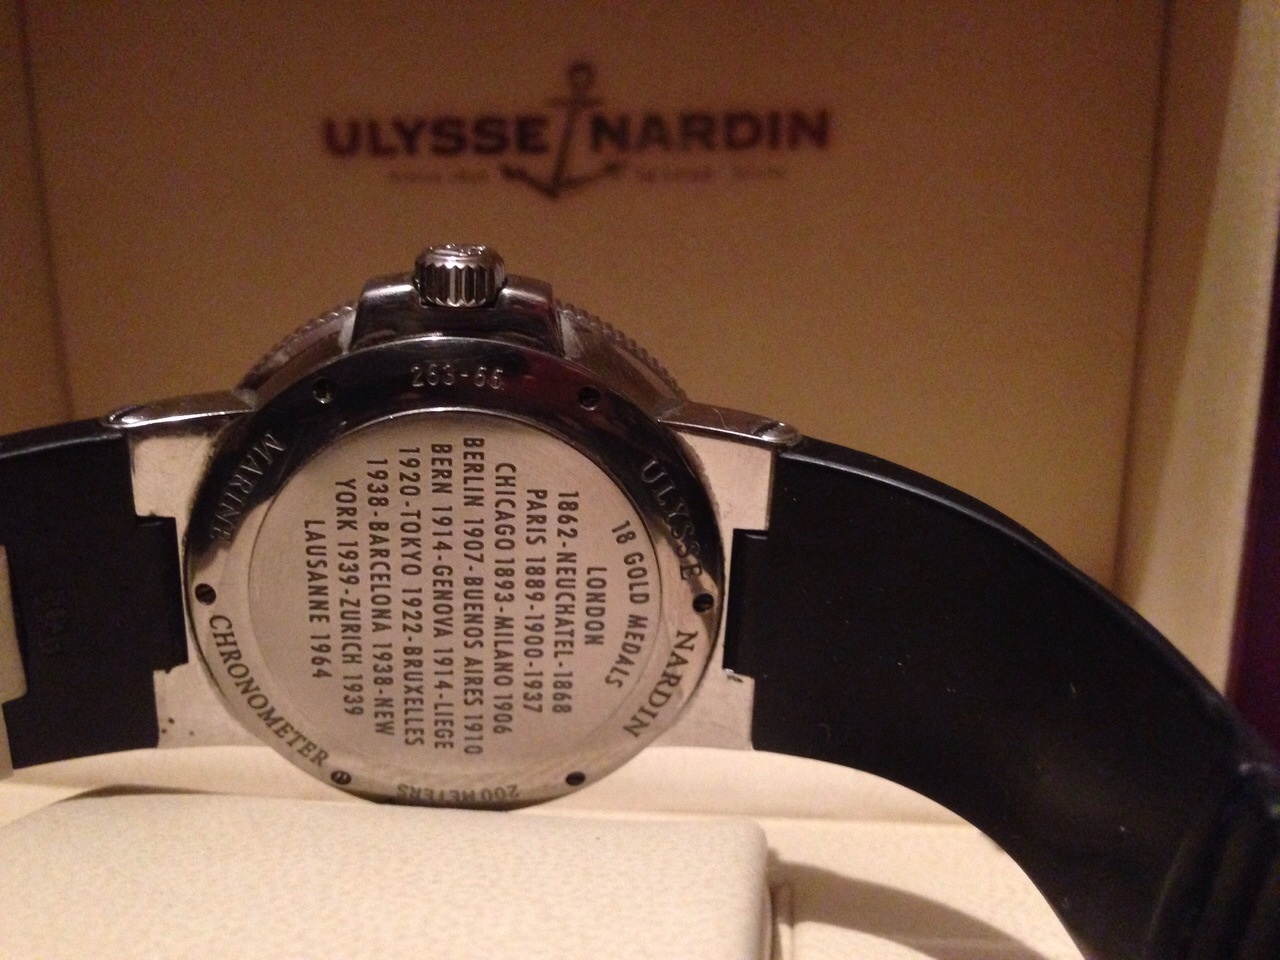 ULYSSE NARDIN
263-66
ULYSSE NARDIN
MARINE CHRONOMETER
200 METERS
18 GOLD MEDALS
LONDON
1862-NEUCHATEL-1868
PARIS 1889-1900-1937
CHICAGO 1893-MILANO 1906
BERLIN 1907-BUENOS AIRES 1910
BERN 1914-GENOVA 1914-LIEGE
1920-TOKYO 1922-BRUXELLES
1938-BARCELONA 1938-NEW
YORK 1939-ZURICH 1939
LAUSANNE 1964